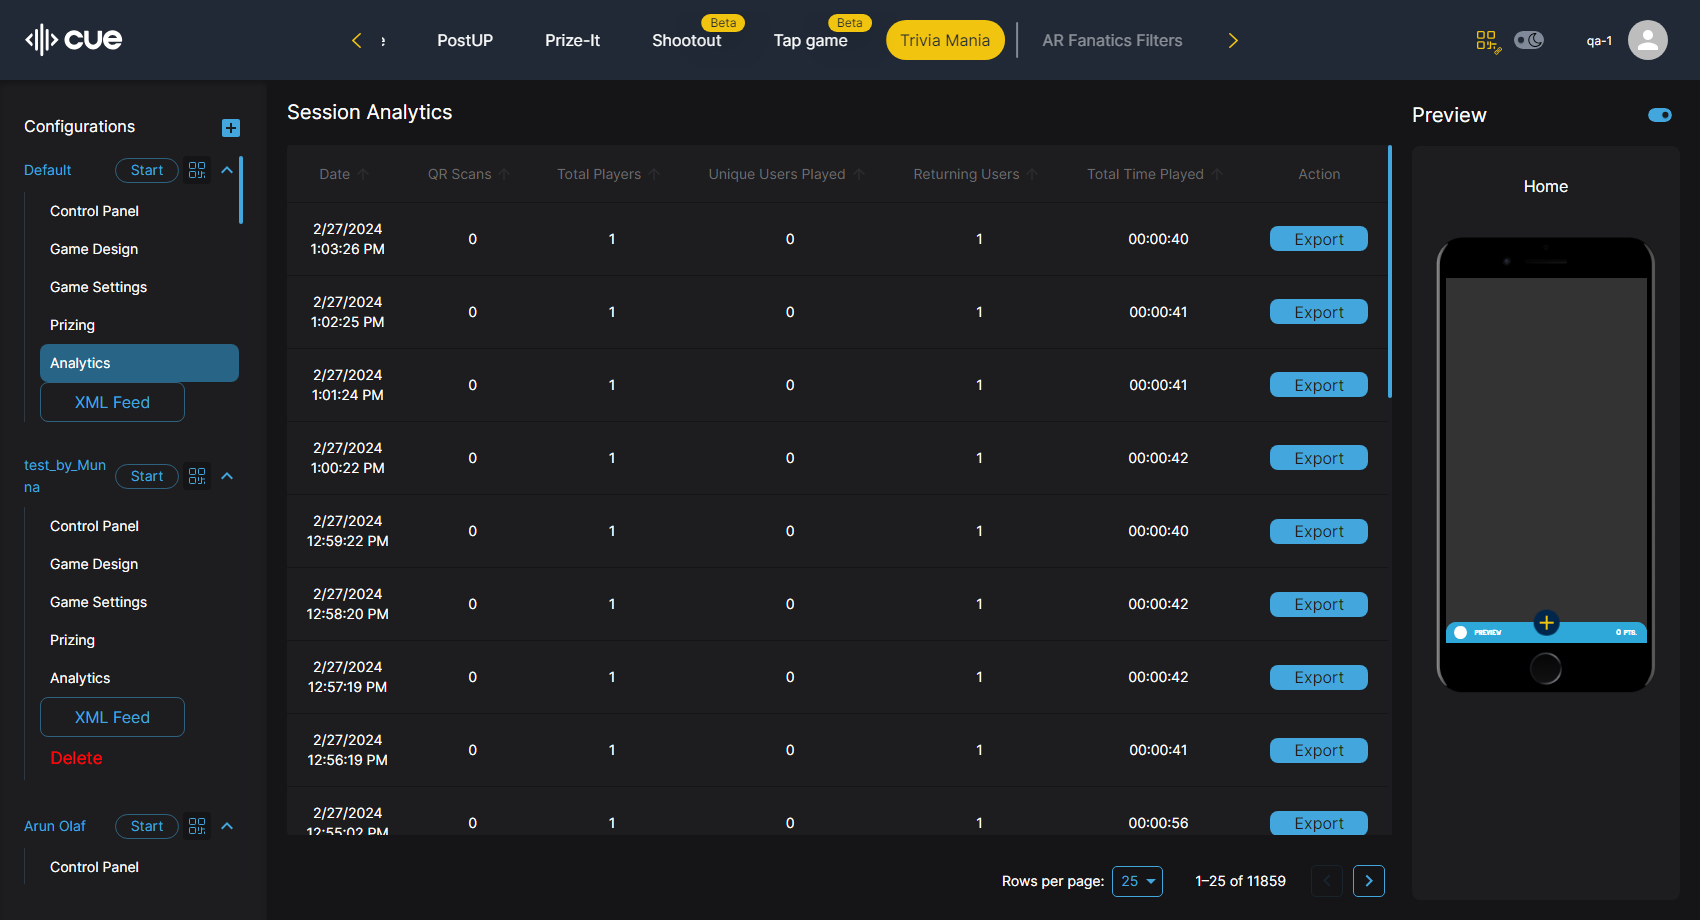 cue
PostUP
Prize-It
Shootout
Beta
Tap game
Beta
Trivia Mania
AR Fanatics Filters
qa-1
Configurations
Default
Start
Control Panel
Game Design
Game Settings
Prizing
Analytics
XML Feed
test_by_Mun
na
Start
Control Panel
Game Design
Game Settings
Prizing
Analytics
XML Feed
Delete
Arun Olaf
Start
Control Panel
Session Analytics
Date QR Scans Total Players Unique Users Played Returning Users Total Time Played Action
2/27/2024
1:03:26 PM 0 1 0 1 00:00:40 Export
2/27/2024
1:02:25 PM 0 1 0 1 00:00:41 Export
2/27/2024
1:01:24 PM 0 1 0 1 00:00:41 Export
2/27/2024
1:00:22 PM 0 1 0 1 00:00:42 Export
2/27/2024
12:59:22 PM 0 1 0 1 00:00:40 Export
2/27/2024
12:58:20 PM 0 1 0 1 00:00:42 Export
2/27/2024
12:57:19 PM 0 1 0 1 00:00:42 Export
2/27/2024
12:56:19 PM 0 1 0 1 00:00:41 Export
2/27/2024
12:55:02 PM 0 1 0 1 00:00:56 Export
Rows per page: 25 1–25 of 11859
Preview
Home
PREVIEW
0 PTS.